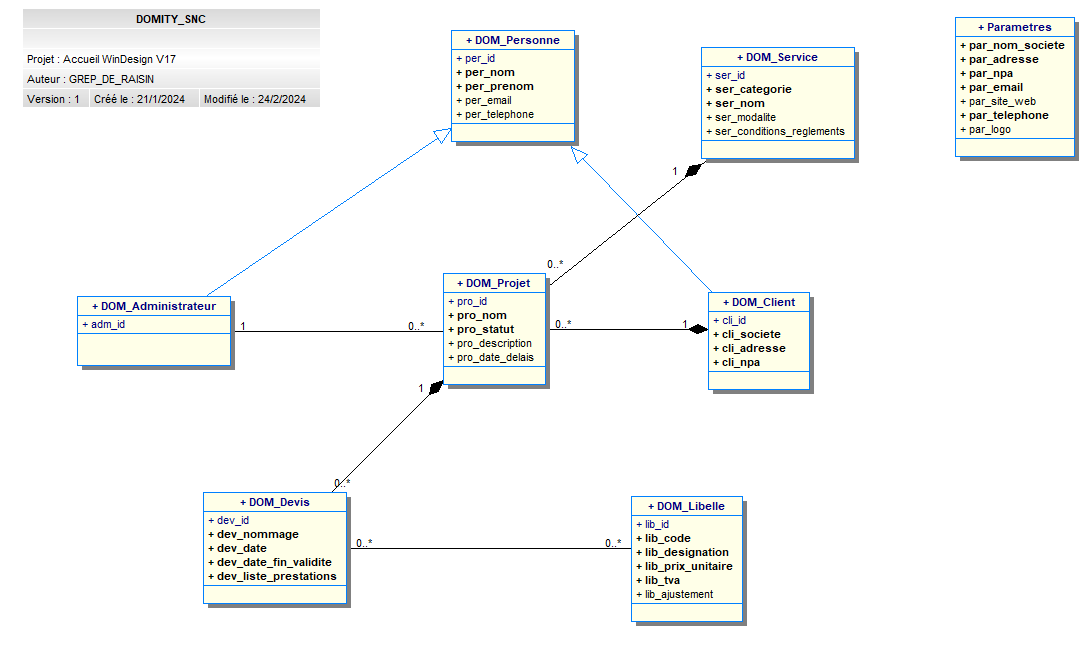 DOMITY_SNC
Projet : Accueil WinDesign V17
Auteur : GREP_DE_RAISIN
Version : 1 Créé le : 21/1/2024 Modifié le : 24/2/2024
+ DOM_Personne
+ per_id
+ per_nom
+ per_prenom
+ per_email
+ per_telephone
+ DOM_Service
+ ser_id
+ ser_categorie
+ ser_nom
+ ser_modalite
+ ser_conditions_reglements
+ Parametres
+ par_nom_societe
+ par_adresse
+ par_npa
+ par_email
+ par_site_web
+ par_telephone
+ par_logo
1
0..*
+ DOM_Administrateur
+ adm_id
1
0..*
+ DOM_Projet
+ pro_id
+ pro_nom
+ pro_statut
+ pro_description
+ pro_date_delais
0..*
1
+ DOM_Client
+ cli_id
+ cli_societe
+ cli_adresse
+ cli_npa
1
0..*
+ DOM_Devis
+ dev_id
+ dev_nommage
+ dev_date
+ dev_date_fin_validite
+ dev_liste_prestations
0..*
0..*
+ DOM_Libelle
+ lib_id
+ lib_code
+ lib_designation
+ lib_prix_unitaire
+ lib_tva
+ lib_ajustement